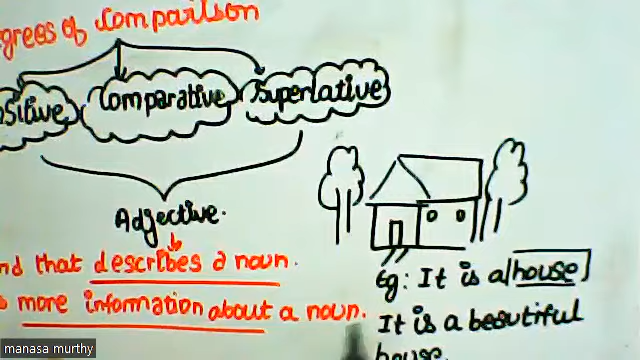 grees of Comparison
sitive
Comparative
Superlative
Adjective.
nd that describes a noun.
more information about a noun.
Eg: It is a house
It is a beautiful
house.
manasa murthy